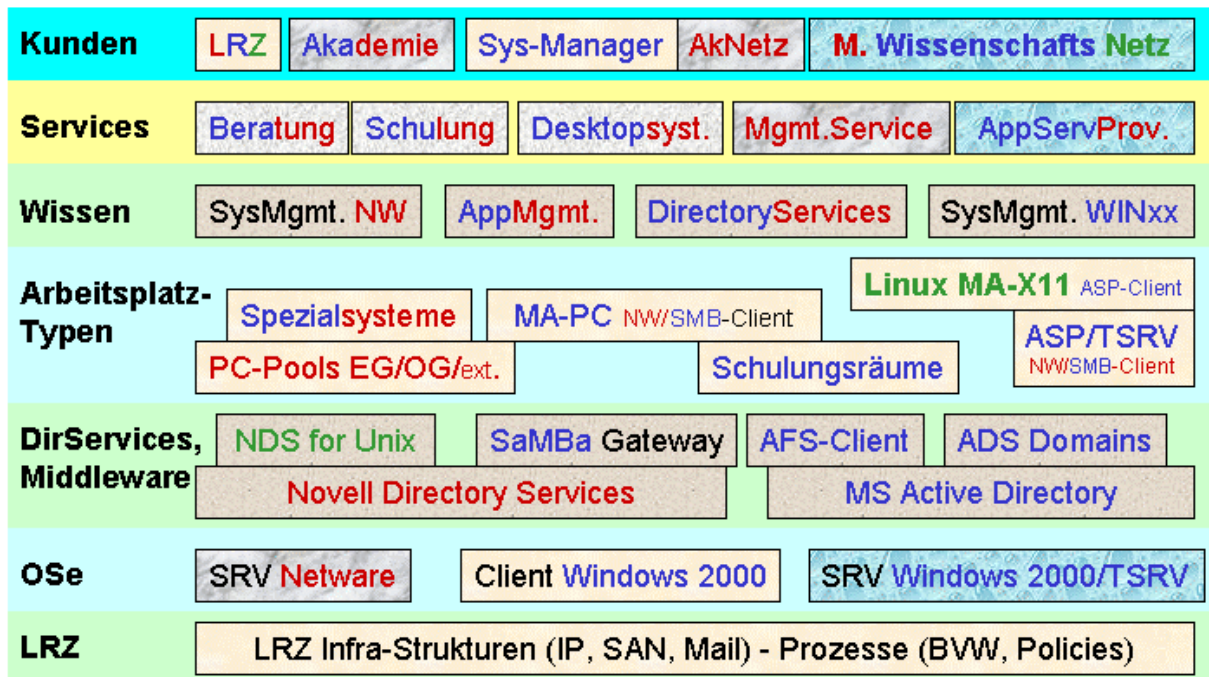 Kunden LRZ Akademie Sys-Manager AkNetz M. Wissenschafts Netz
Services Beratung Schulung Desktopsyst. Mgmt.Service AppServProv.
Wissen SysMgmt. NW AppMgmt. DirectoryServices SysMgmt. WINxx
Arbeitsplatz-
Typen
Linux MA-X11 ASP-Client
Spezialsysteme MA-PC NW/SMB-Client
ASP/TSRV
NW/SMB-Client
PC-Pools EG/OG/ext. Schulungsräume
DirServices,
Middleware
NDS for Unix SaMBa Gateway AFS-Client ADS Domains
Novell Directory Services MS Active Directory
OSe SRV Netware Client Windows 2000 SRV Windows 2000/TSRV
LRZ LRZ Infra-Strukturen (IP, SAN, Mail) - Prozesse (BVW, Policies)